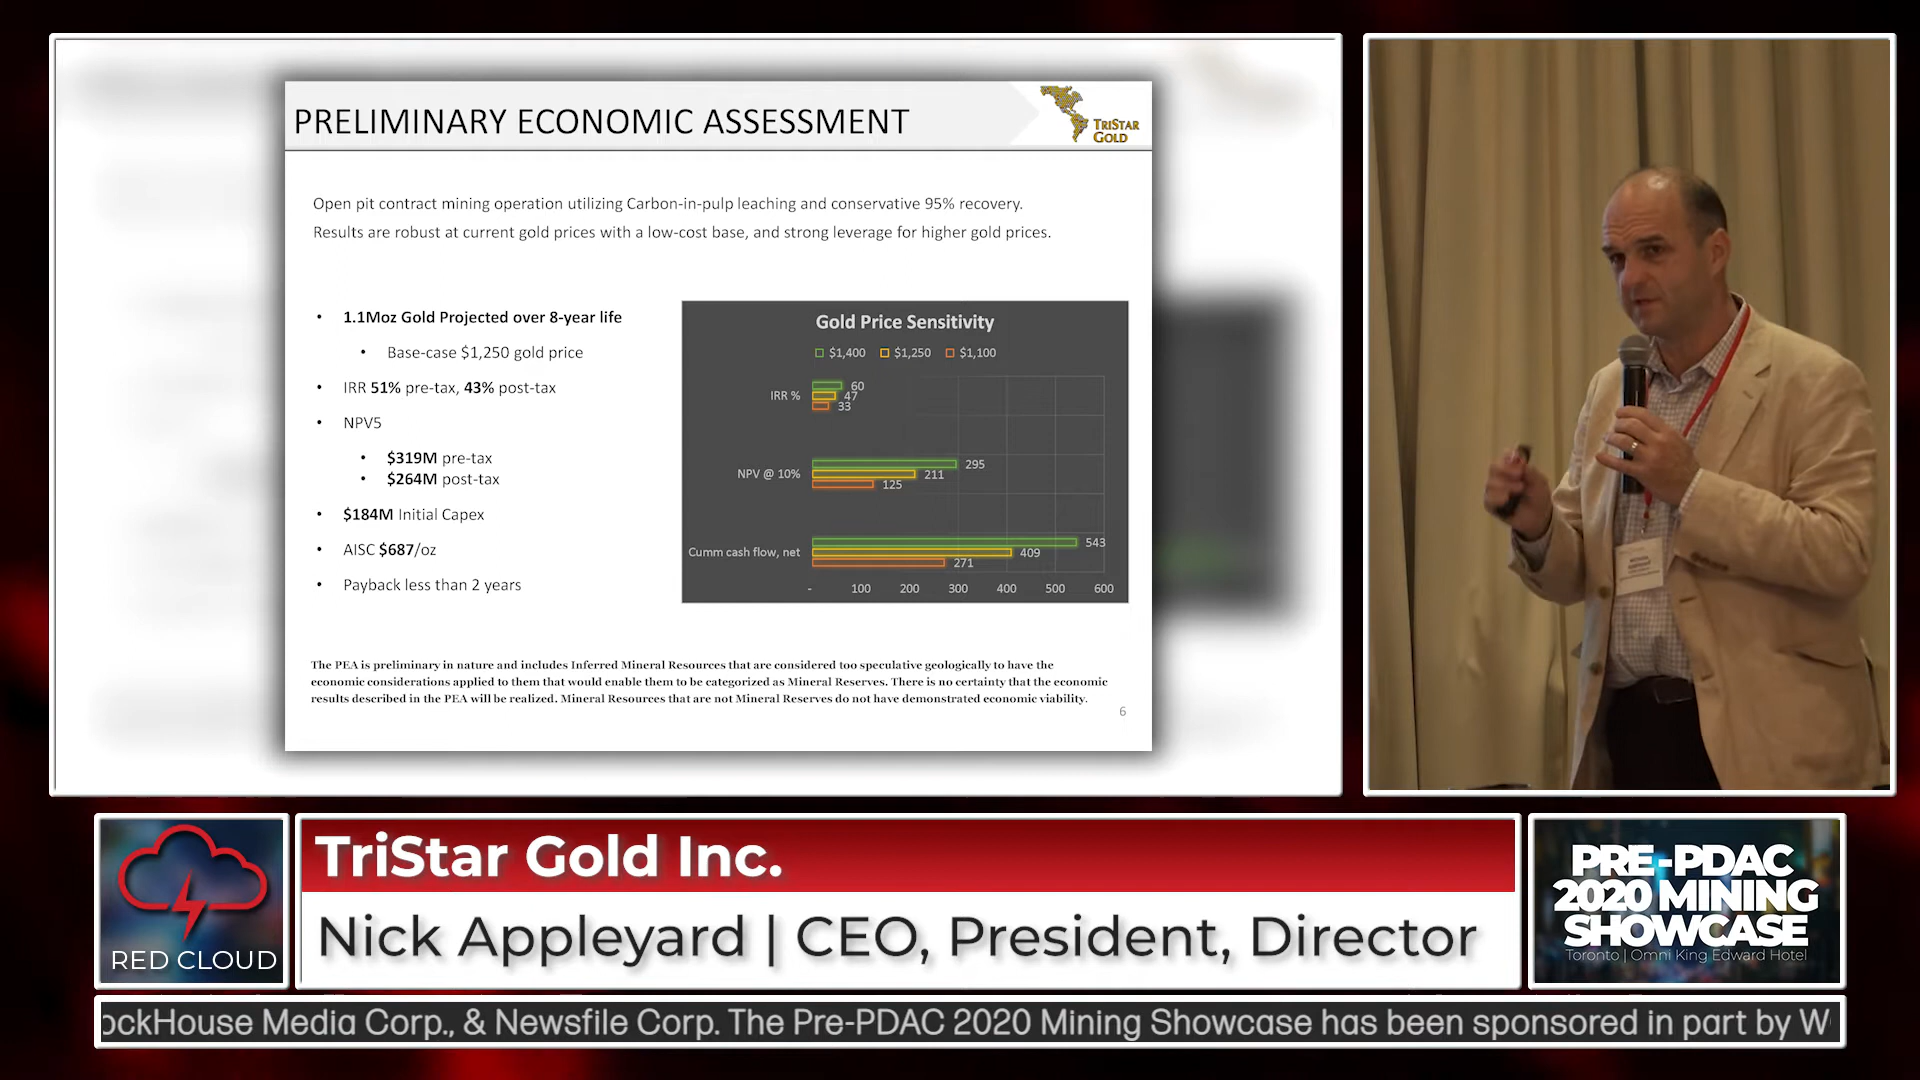 PRELIMINARY ECONOMIC ASSESSMENT
TRISTAR
GOLD
Open pit contract mining operation utilizing Carbon-in-pulp leaching and conservative 95% recovery.
Results are robust at current gold prices with a low-cost base, and strong leverage for higher gold prices.
• 1.1Moz Gold Projected over 8-year life
• Base-case $1,250 gold price
• IRR 51% pre-tax, 43% post-tax
• NPV5
• $319M pre-tax
• $264M post-tax
• $184M Initial Capex
• AISC $687/oz
• Payback less than 2 years
Gold Price Sensitivity
$1,400 $1,250 $1,100
IRR % 60 47 33
NPV @ 10% 295 211 125
Cumm cash flow, net 543 409 271
- 100 200 300 400 500 600
The PEA is preliminary in nature and includes Inferred Mineral Resources that are considered too speculative geologically to have the
economic considerations applied to them that would enable them to be categorized as Mineral Reserves. There is no certainty that the economic
results described in the PEA will be realized. Mineral Resources that are not Mineral Reserves do not have demonstrated economic viability.
6
RED CLOUD
TriStar Gold Inc.
Nick Appleyard | CEO, President, Director
PRE-PDAC
2020 MINING
SHOWCASE
Toronto | Omni King Edward Hotel
ockHouse Media Corp., & Newsfile Corp. The Pre-PDAC 2020 Mining Showcase has been sponsored in part by W